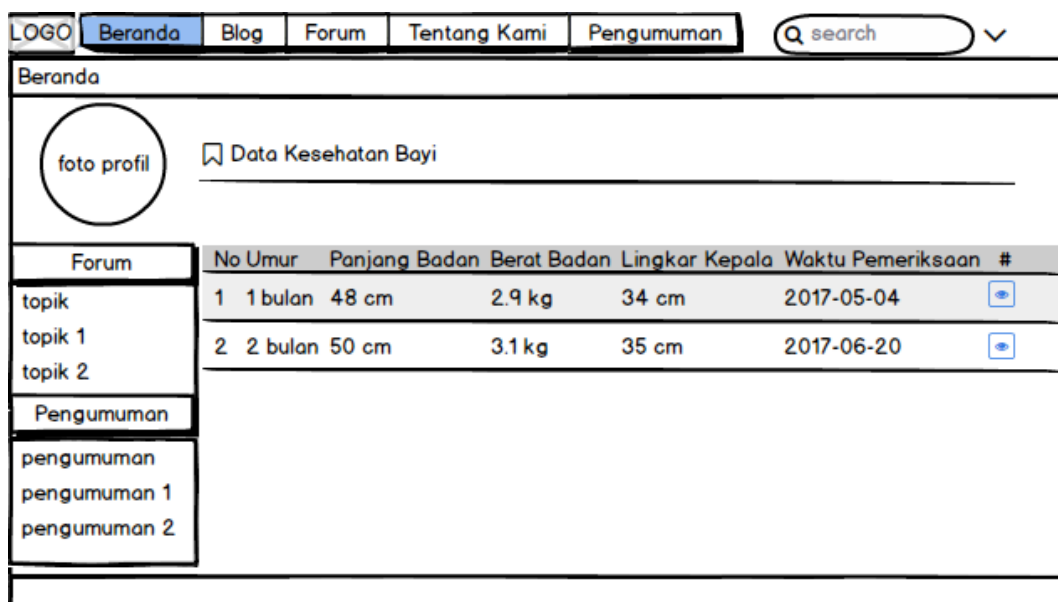 LOGO Beranda Blog Forum Tentang Kami Pengumuman search
Beranda
foto profil
Data Kesehatan Bayi
Forum
topik
topik 1
topik 2
Pengumuman
pengumuman
pengumuman 1
pengumuman 2
No Umur Panjang Badan Berat Badan Lingkar Kepala Waktu Pemeriksaan #
1 1 bulan 48 cm 2.9 kg 34 cm 2017-05-04
2 2 bulan 50 cm 3.1 kg 35 cm 2017-06-20